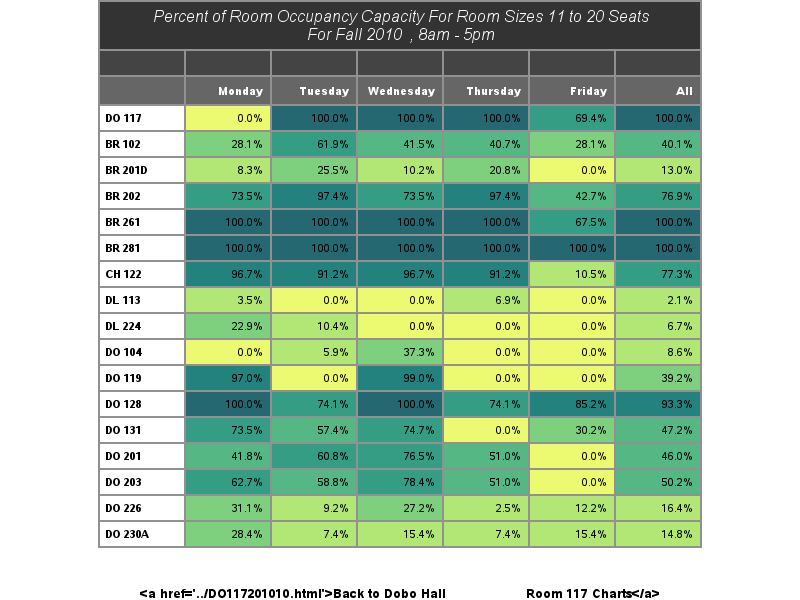 Percent of Room Occupancy Capacity For Room Sizes 11 to 20 Seats
For Fall 2010 , 8am - 5pm
Monday Tuesday Wednesday Thursday Friday All
DO 117 0.0% 100.0% 100.0% 100.0% 69.4% 100.0%
BR 102 28.1% 61.9% 41.5% 40.7% 28.1% 40.1%
BR 201D 8.3% 25.5% 10.2% 20.8% 0.0% 13.0%
BR 202 73.5% 97.4% 73.5% 97.4% 42.7% 76.9%
BR 261 100.0% 100.0% 100.0% 100.0% 67.5% 100.0%
BR 281 100.0% 100.0% 100.0% 100.0% 100.0% 100.0%
CH 122 96.7% 91.2% 96.7% 91.2% 10.5% 77.3%
DL 113 3.5% 0.0% 0.0% 6.9% 0.0% 2.1%
DL 224 22.9% 10.4% 0.0% 0.0% 0.0% 6.7%
DO 104 0.0% 5.9% 37.3% 0.0% 0.0% 8.6%
DO 119 97.0% 0.0% 99.0% 0.0% 0.0% 39.2%
DO 128 100.0% 74.1% 100.0% 74.1% 85.2% 93.3%
DO 131 73.5% 57.4% 74.7% 0.0% 30.2% 47.2%
DO 201 41.8% 60.8% 76.5% 51.0% 0.0% 46.0%
DO 203 62.7% 58.8% 78.4% 51.0% 0.0% 50.2%
DO 226 31.1% 9.2% 27.2% 2.5% 12.2% 16.4%
DO 230A 28.4% 7.4% 15.4% 7.4% 15.4% 14.8%
<a href='../DO117201010.html'>Back to Dobo Hall Room 117 Charts</a>